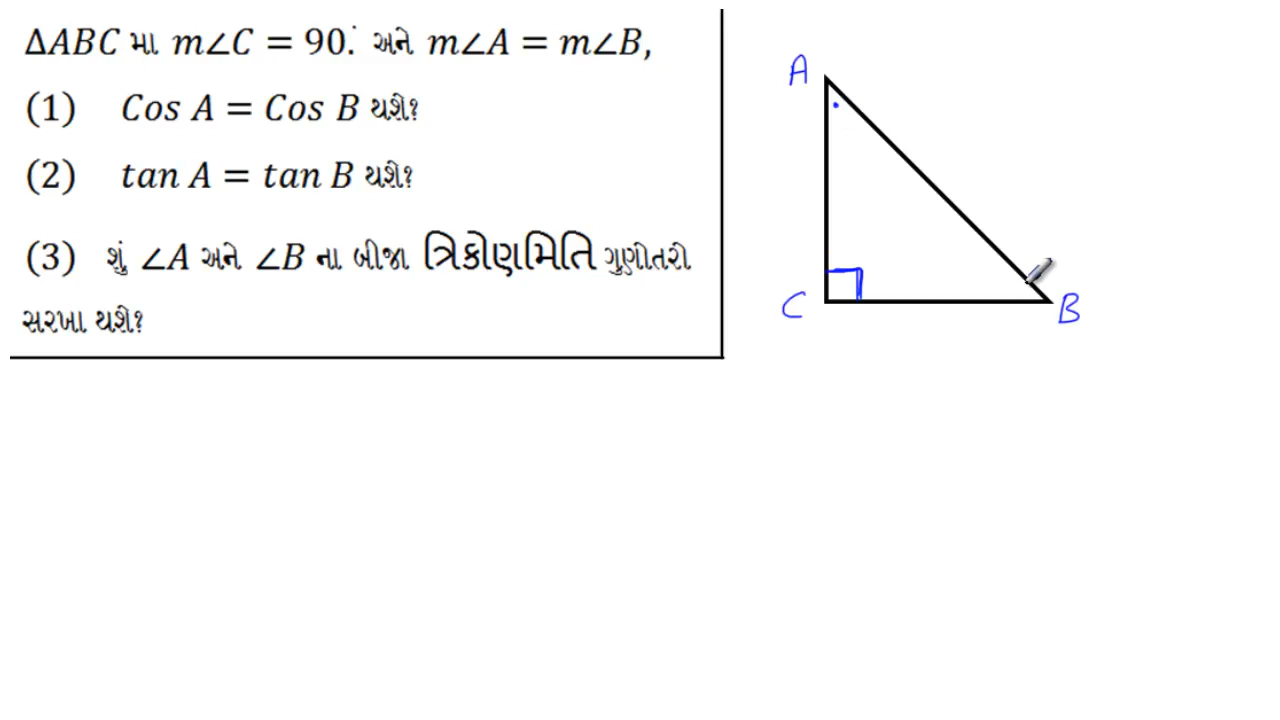 ΔABC મા m∠C = 90. અને m∠A = m∠B,
(1) Cos A = Cos B થશે?
(2) tan A = tan B થશે?
(3) શું ∠A અને ∠B ના બીજા ત્રિકોણમિતિ ગુણોતરો
સરખા થશે?
A
C
B